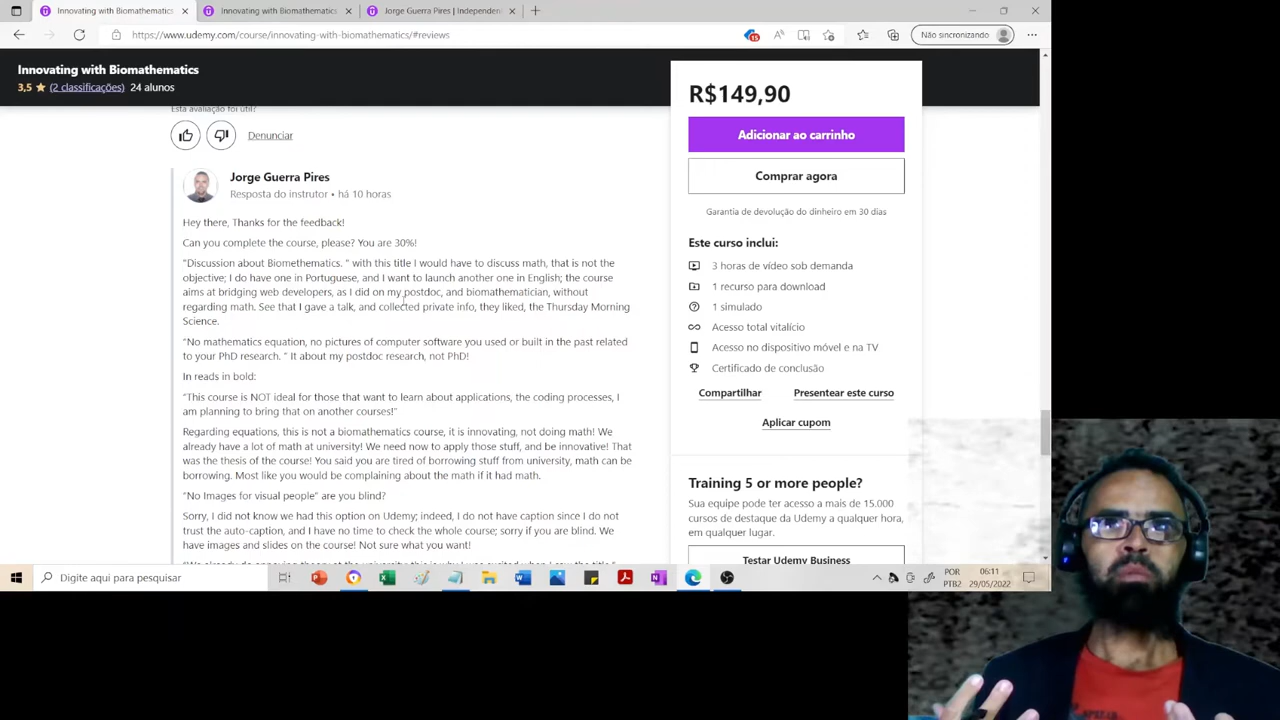 Innovating with Biomathematics
Innovating with Biomathematics
Jorge Guerra Pires | Independen
https://www.udemy.com/course/innovating-with-biomathematics/#reviews
15
Não sincronizando
Innovating with Biomathematics
3,5 (2 classificações) 24 alunos
Esta avaliação foi útil?
Denunciar
Jorge Guerra Pires
Resposta do instrutor • há 10 horas
Hey there, Thanks for the feedback!
Can you complete the course, please? You are 30%!
"Discussion about Biomethematics. " with this title I would have to discuss math, that is not the
objective; I do have one in Portuguese, and I want to launch another one in English; the course
aims at bridging web developers, as I did on my postdoc, and biomathematician, without
regarding math. See that I gave a talk, and collected private info, they liked, the Thursday Morning
Science.
"No mathematics equation, no pictures of computer software you used or built in the past related
to your PhD research. " It about my postdoc research, not PhD!
In reads in bold:
"This course is NOT ideal for those that want to learn about applications, the coding processes, I
am planning to bring that on another courses!"
Regarding equations, this is not a biomathematics course, it is innovating, not doing math! We
already have a lot of math at university! We need now to apply those stuff, and be innovative! That
was the thesis of the course! You said you are tired of borrowing stuff from university, math can be
borrowing. Most like you would be complaining about the math if it had math.
"No Images for visual people" are you blind?
Sorry, I did not know we had this option on Udemy; indeed, I do not have caption since I do not
trust the auto-caption, and I have no time to check the whole course; sorry if you are blind. We
have images and slides on the course! Not sure what you want!
R$149,90
Adicionar ao carrinho
Comprar agora
Garantia de devolução do dinheiro em 30 dias
Este curso inclui:
3 horas de vídeo sob demanda
1 recurso para download
1 simulado
Acesso total vitalício
Acesso no dispositivo móvel e na TV
Certificado de conclusão
Compartilhar
Presentear este curso
Aplicar cupom
Training 5 or more people?
Sua equipe pode ter acesso a mais de 15.000
cursos de destaque da Udemy a qualquer hora,
em qualquer lugar.
Testar Udemy Business
Digite aqui para pesquisar
POR
PTB2
06:11
29/05/2022